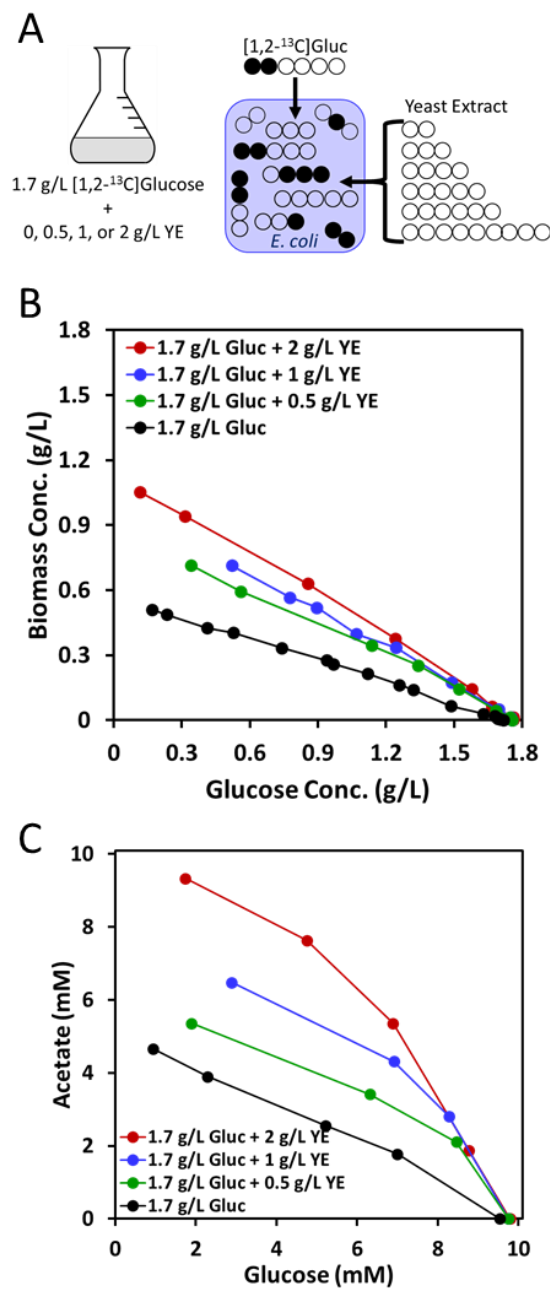 A
[1,2-¹³C]Gluc
Yeast Extract
1.7 g/L [1,2-¹³C]Glucose
+
0, 0.5, 1, or 2 g/L YE
E. coli
B
1.8
1.5
1.2
0.9
0.6
0.3
0
Biomass Conc. (g/L)
1.7 g/L Gluc + 2 g/L YE
1.7 g/L Gluc + 1 g/L YE
1.7 g/L Gluc + 0.5 g/L YE
1.7 g/L Gluc
0 0.3 0.6 0.9 1.2 1.5 1.8
Glucose Conc. (g/L)
C
10
8
6
4
2
0
Acetate (mM)
1.7 g/L Gluc + 2 g/L YE
1.7 g/L Gluc + 1 g/L YE
1.7 g/L Gluc + 0.5 g/L YE
1.7 g/L Gluc
0 2 4 6 8 10
Glucose (mM)